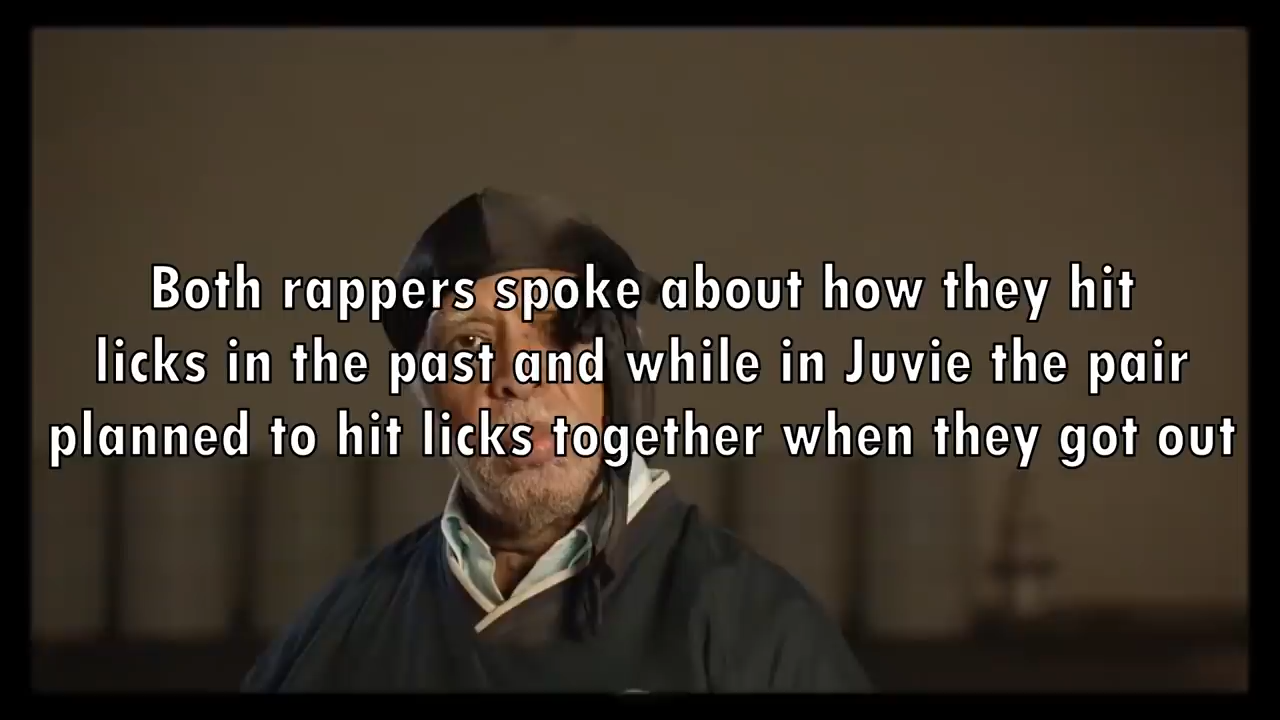 Both rappers spoke about how they hit
licks in the past and while in Juvie the pair
planned to hit licks together when they got out